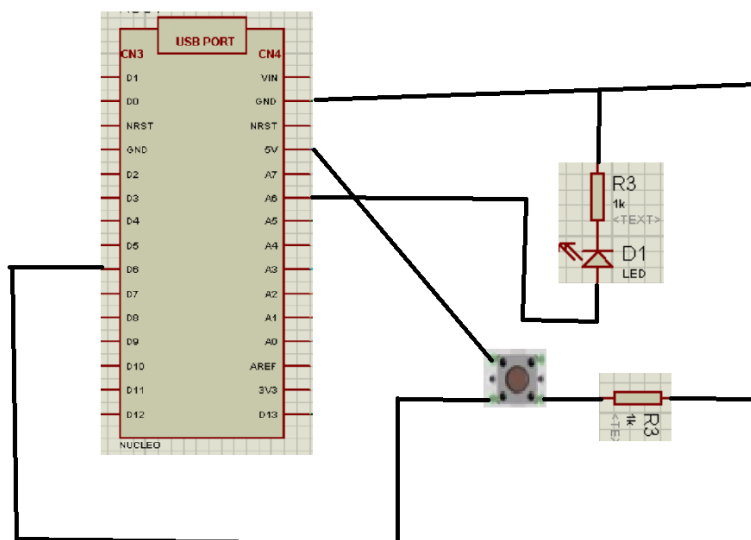 USB PORT
CN3 CN4
D1 VIN
D0 GND
NRST NRST
GND 5V
D2 A7
D3 A6
D4 A5
D5 A4
D6 A3
D7 A2
D8 A1
D9 A0
D10 AREF
D11 3V3
D12 D13
NUCLEO
R3
1k
<TEXT>
D1
LED
R3
1k